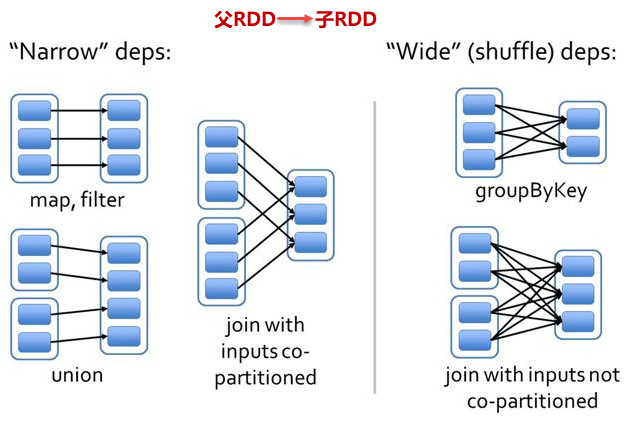 父RDD 子RDD
“Narrow” deps:
map, filter
union
join with
inputs co-
partitioned
“Wide” (shuffle) deps:
groupByKey
join with inputs not
co-partitioned